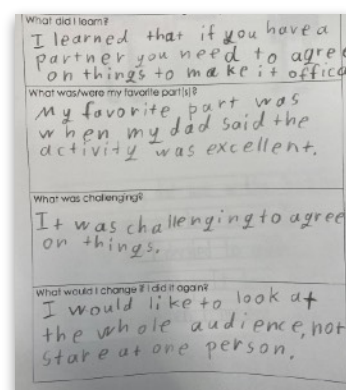 What did I learn?
I learned that if you have a
partner you need to agre
on things to make it offica
What was/were my favorite part(s)?
My favorite part was
when my dad said the
activity was excellent.
What was challenging?
It was challenging to agree
on things.
What would I change if I did it again?
I would like to look at
the whole audience, not
stare at one person.